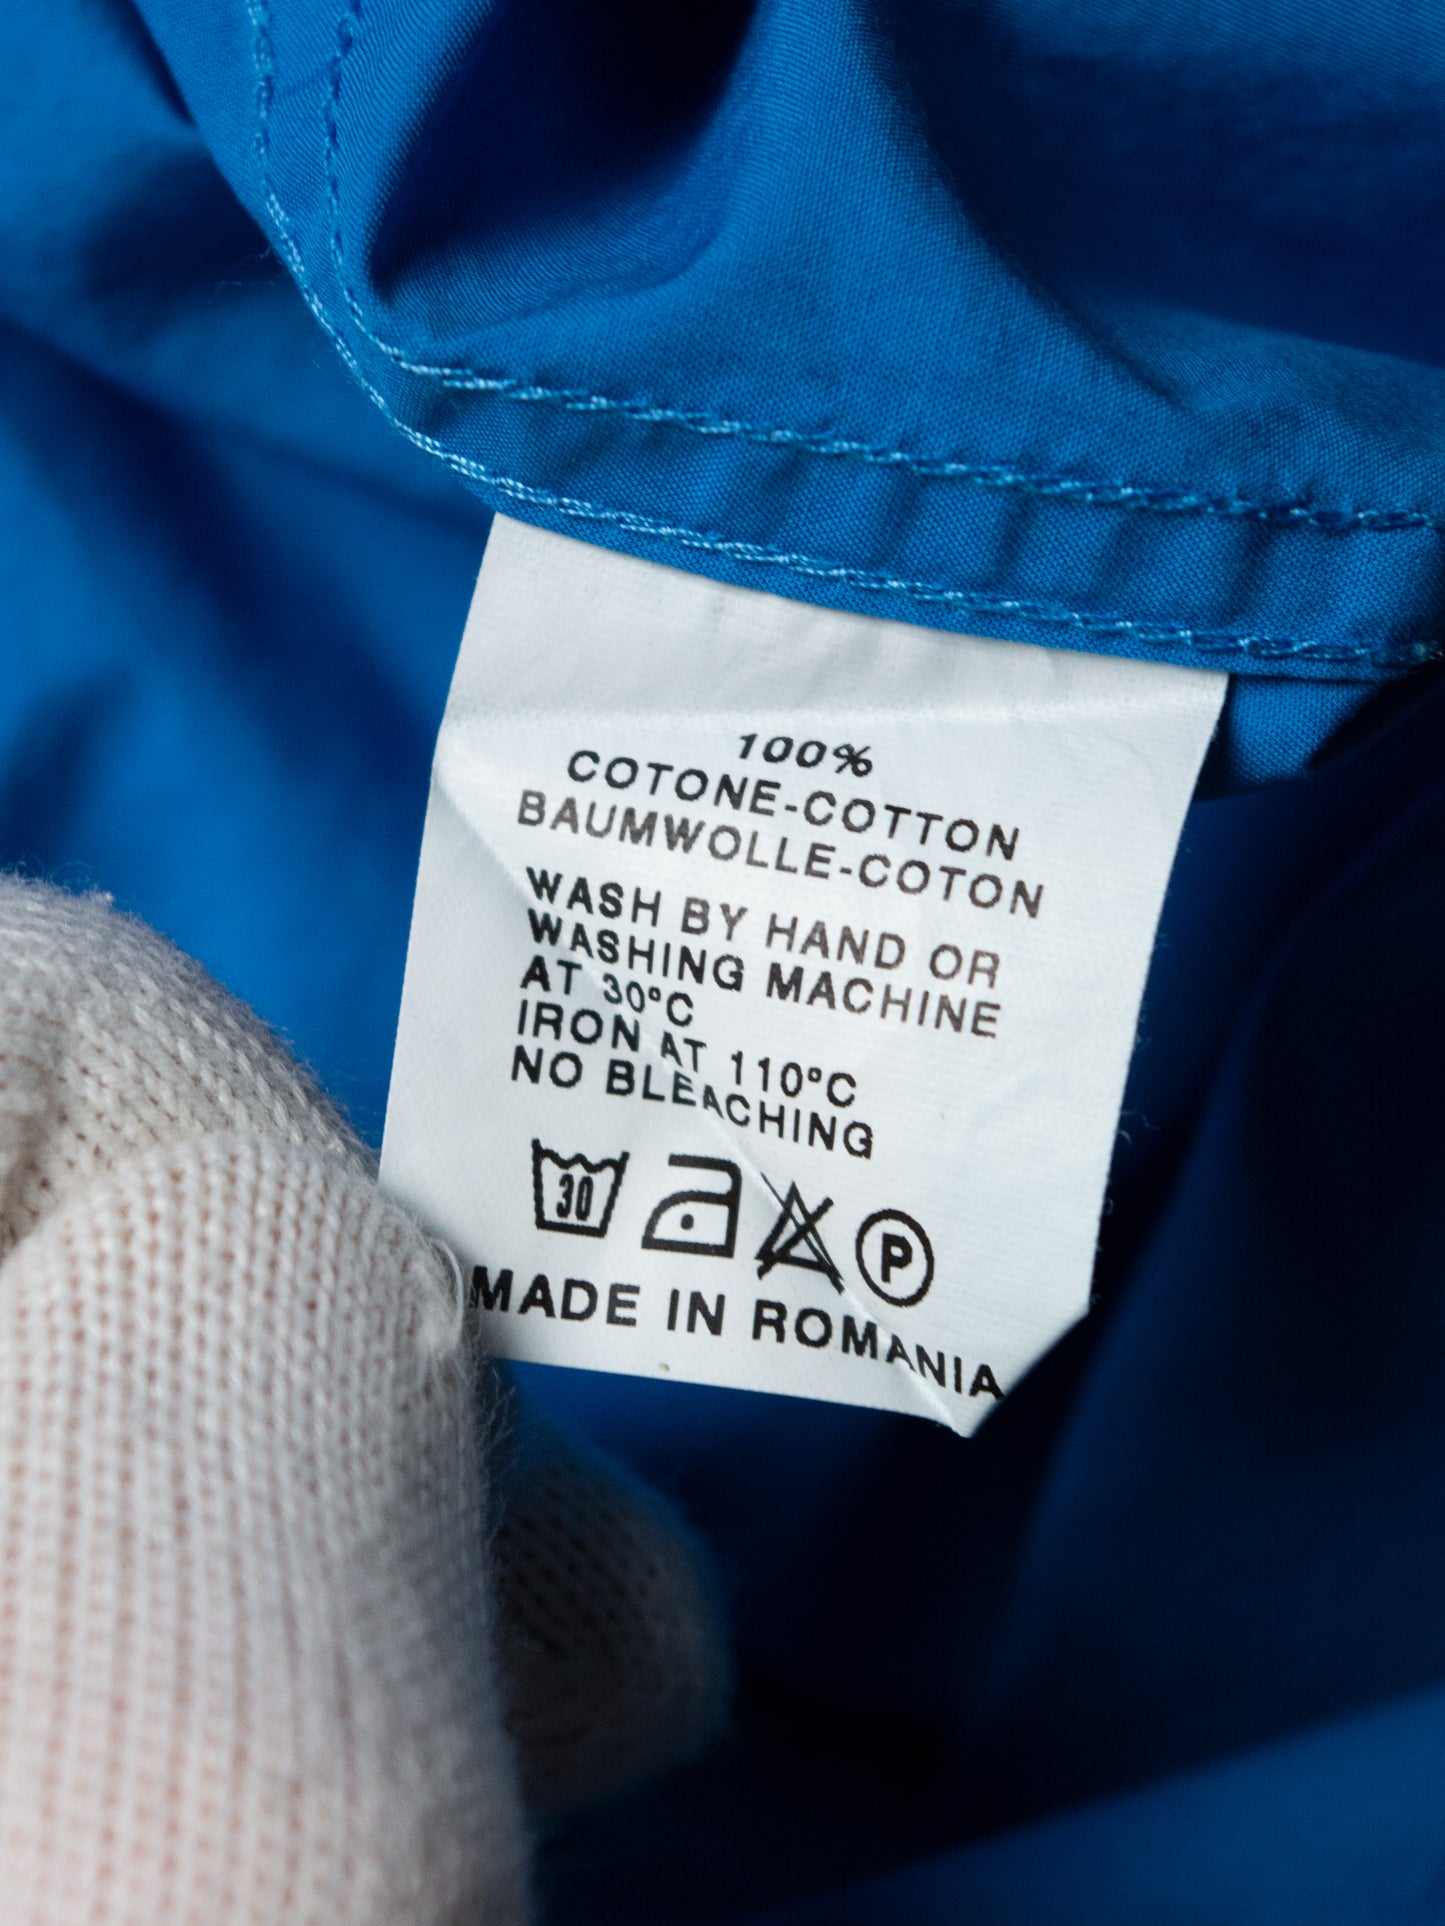 100%
COTONE-COTTON
BAUMWOLLE-COTON
WASH BY HAND OR
WASHING MACHINE
AT 30°C
IRON AT 110°C
NO BLEACHING
30
P
MADE IN ROMANIA